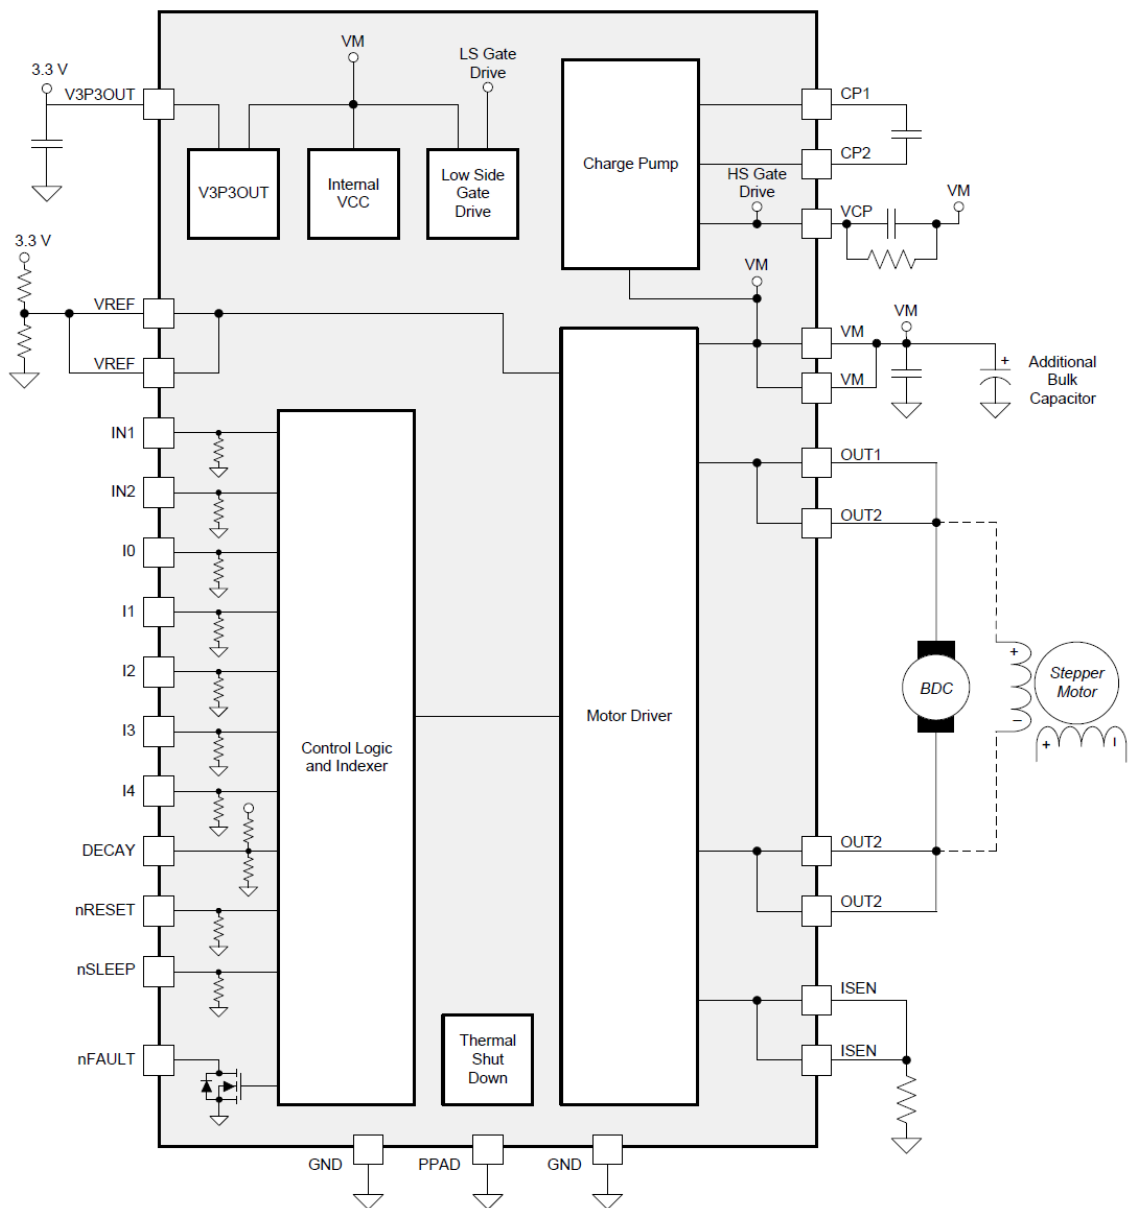 VM
LS Gate
Drive
3.3 V
V3P3OUT
CP1
V3P3OUT
Internal
VCC
Low Side
Gate
Drive
Charge Pump
CP2
HS Gate
Drive
VM
VCP
3.3 V
VM
VREF
VM
VM
VREF
VM
+
Additional
Bulk
Capacitor
IN1
OUT1
IN2
OUT2
I0
I1
I2
+
Stepper
Motor
BDC
–
I3
Motor Driver
+
–
Control Logic
and Indexer
I4
DECAY
OUT2
nRESET
OUT2
nSLEEP
ISEN
nFAULT
Thermal
Shut
Down
ISEN
GND
PPAD
GND